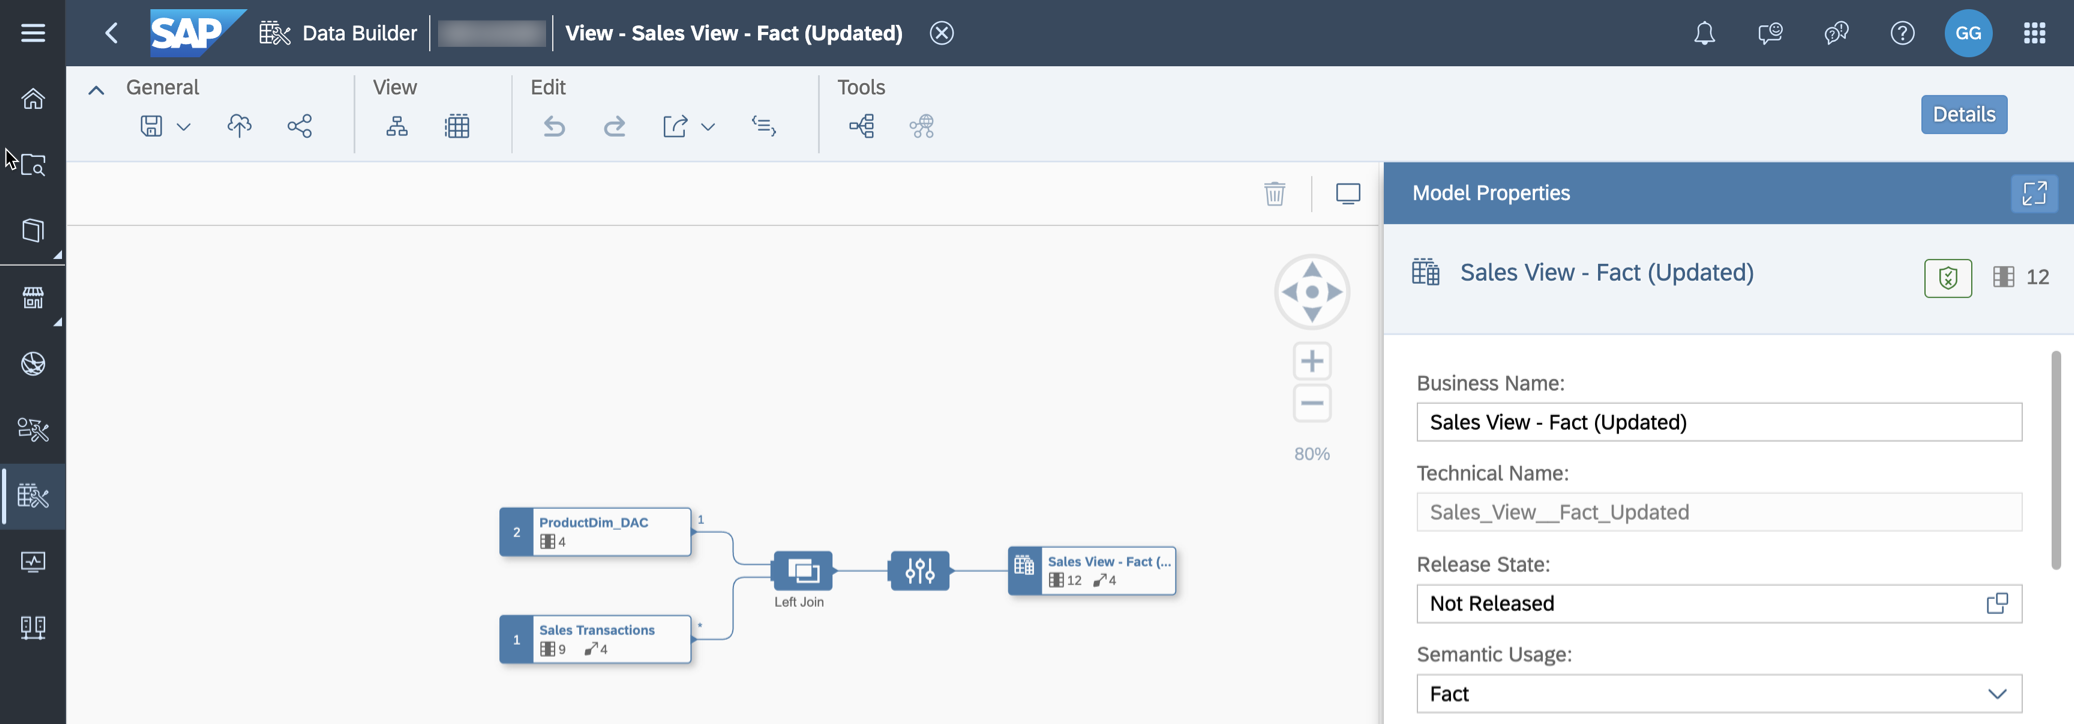 SAP
Data Builder
View - Sales View - Fact (Updated)
GG
General
View
Edit
Tools
Details
Model Properties
Sales View - Fact (Updated)
12
80%
Business Name:
Sales View - Fact (Updated)
Technical Name:
Sales_View__Fact_Updated
Release State:
Not Released
Semantic Usage:
Fact
2
ProductDim_DAC
4
1
Left Join
Sales View - Fact (...
12
4
1
Sales Transactions
9
4
*